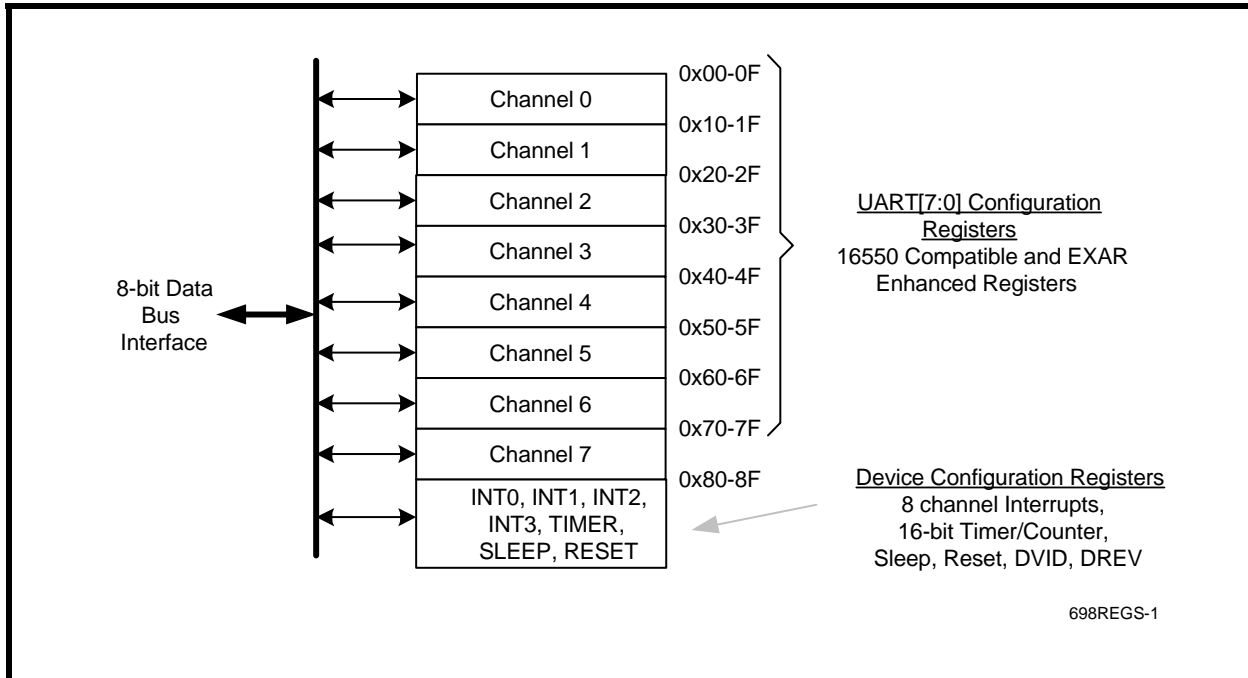 0x00-0F
Channel 0
0x10-1F
Channel 1
0x20-2F
Channel 2
0x30-3F
Channel 3
0x40-4F
Channel 4
0x50-5F
Channel 5
0x60-6F
Channel 6
0x70-7F
Channel 7
0x80-8F
INT0, INT1, INT2,
INT3, TIMER,
SLEEP, RESET
8-bit Data
Bus
Interface
UART[7:0] Configuration
Registers
16550 Compatible and EXAR
Enhanced Registers
Device Configuration Registers
8 channel Interrupts,
16-bit Timer/Counter,
Sleep, Reset, DVID, DREV
698REGS-1